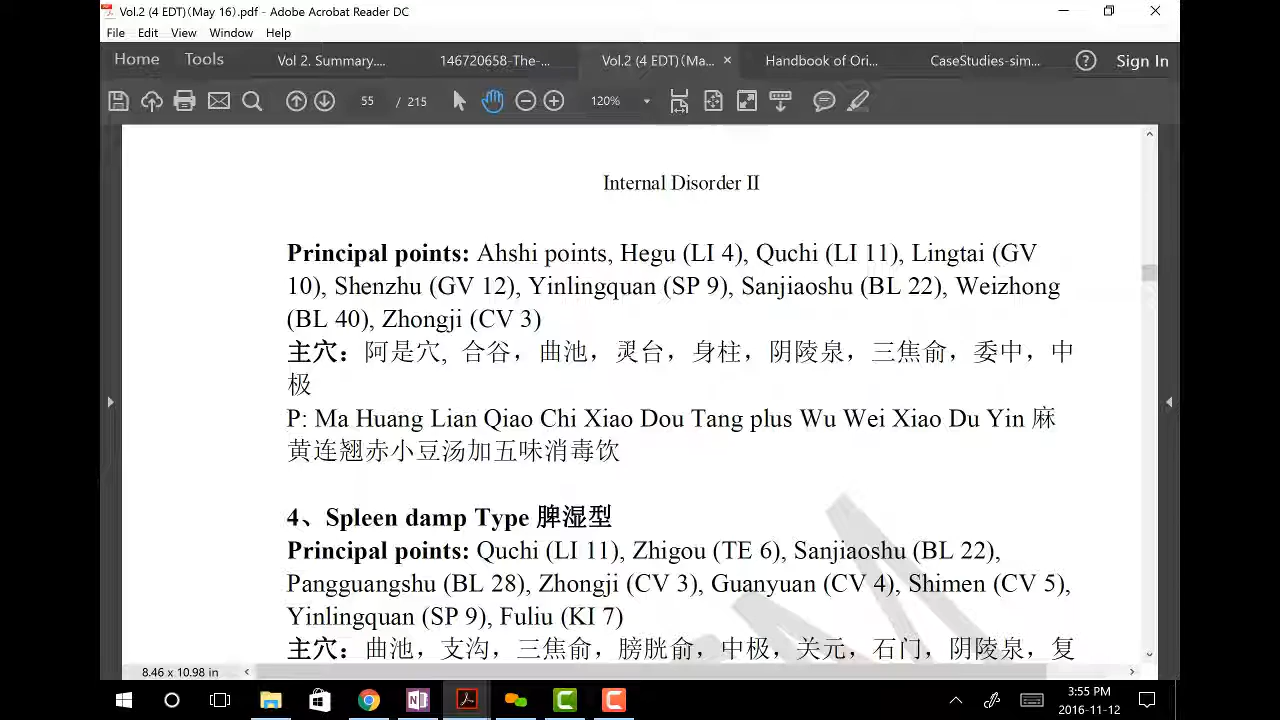 Vol.2 (4 EDT)(May 16).pdf - Adobe Acrobat Reader DC
File Edit View Window Help
Home Tools Vol 2. Summary.... 146720658-The-... Vol.2 (4 EDT)(Ma... × Handbook of Ori... CaseStudies-sim... Sign In
55 / 215 120%
Internal Disorder II
Principal points: Ahshi points, Hegu (LI 4), Quchi (LI 11), Lingtai (GV
10), Shenzhu (GV 12), Yinlingquan (SP 9), Sanjiaoshu (BL 22), Weizhong
(BL 40), Zhongji (CV 3)
主穴：阿是穴, 合谷，曲池，灵台，身柱，阴陵泉，三焦俞，委中，中
极
P: Ma Huang Lian Qiao Chi Xiao Dou Tang plus Wu Wei Xiao Du Yin 麻
黄连翘赤小豆汤加五味消毒饮
4、Spleen damp Type 脾湿型
Principal points: Quchi (LI 11), Zhigou (TE 6), Sanjiaoshu (BL 22),
Pangguangshu (BL 28), Zhongji (CV 3), Guanyuan (CV 4), Shimen (CV 5),
Yinlingquan (SP 9), Fuliu (KI 7)
主穴：曲池，支沟，三焦俞，膀胱俞，中极，关元，石门，阴陵泉，复
8.46 x 10.98 in
3:55 PM
2016-11-12